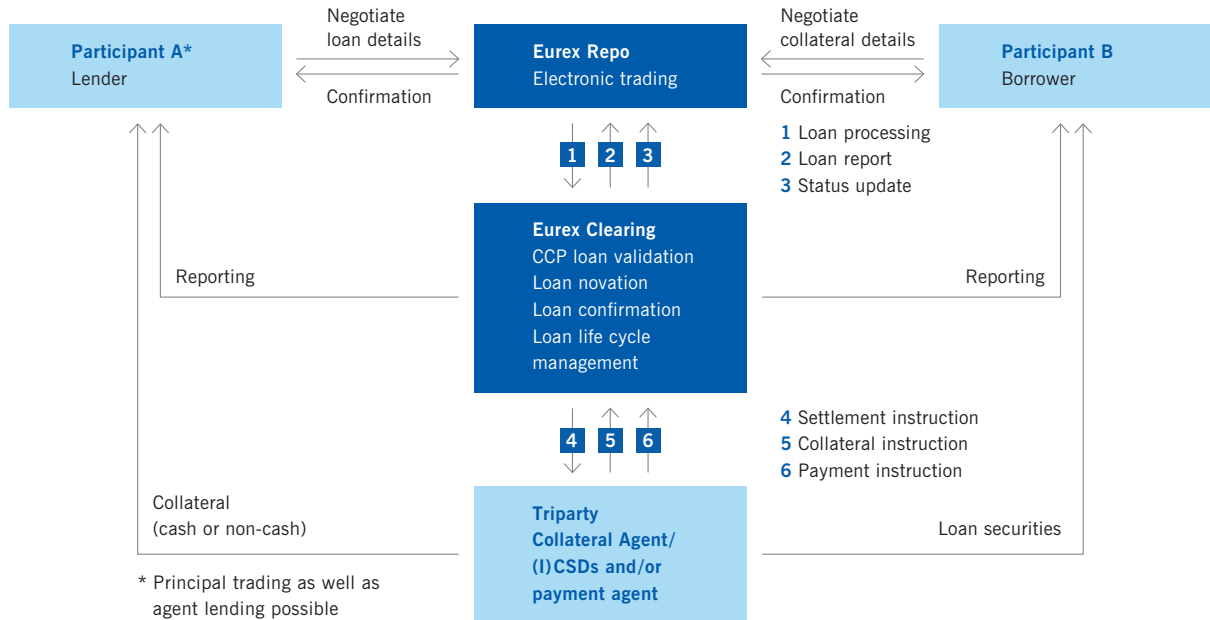 Negotiate
loan details
Negotiate
collateral details
Participant A*
Lender
Eurex Repo
Electronic trading
Participant B
Borrower
Confirmation
Confirmation
1 Loan processing
2 Loan report
3 Status update
1 2 3
Eurex Clearing
CCP loan validation
Loan novation
Loan confirmation
Loan life cycle
management
Reporting
Reporting
4 Settlement instruction
5 Collateral instruction
6 Payment instruction
4 5 6
Collateral
(cash or non-cash)
Triparty
Collateral Agent/
(I)CSDs and/or
payment agent
Loan securities
* Principal trading as well as
agent lending possible